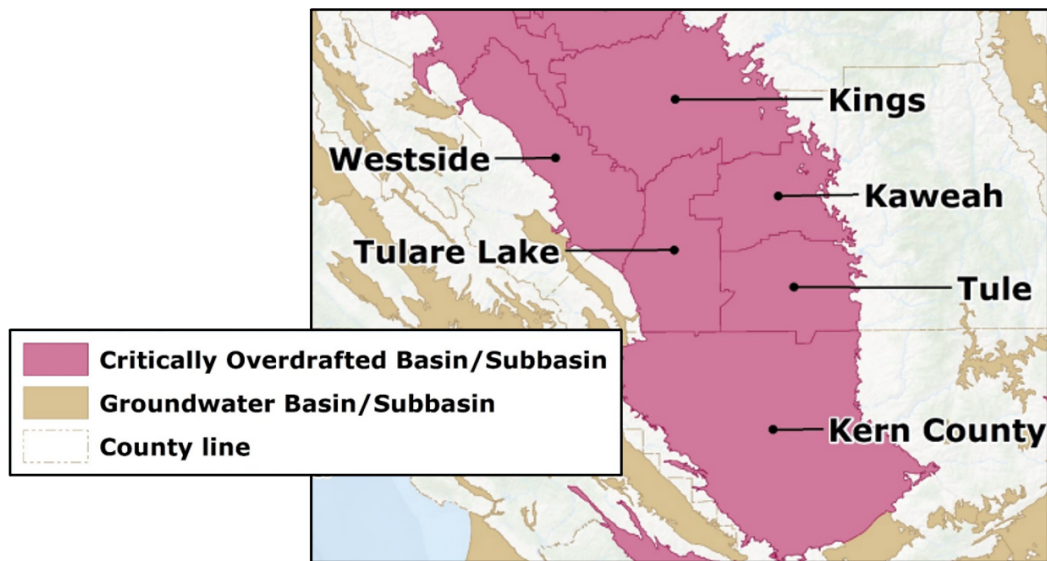 Kings
Westside
Kaweah
Tulare Lake
Tule
Critically Overdrafted Basin/Subbasin
Groundwater Basin/Subbasin
County line
Kern County